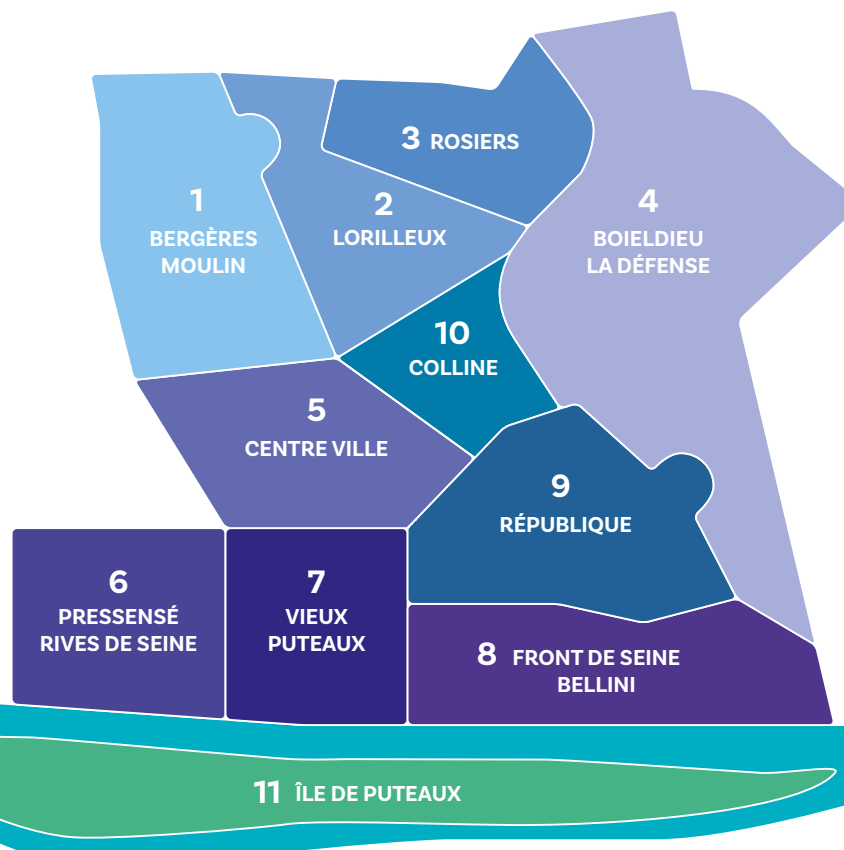 3 ROSIERS
1
BERGÈRES
MOULIN
2
LORILLEUX
4
BOIELDIEU
LA DÉFENSE
10
COLLINE
5
CENTRE VILLE
9
RÉPUBLIQUE
6
PRESSENSÉ
RIVES DE SEINE
7
VIEUX
PUTEAUX
8 FRONT DE SEINE
BELLINI
11 ÎLE DE PUTEAUX